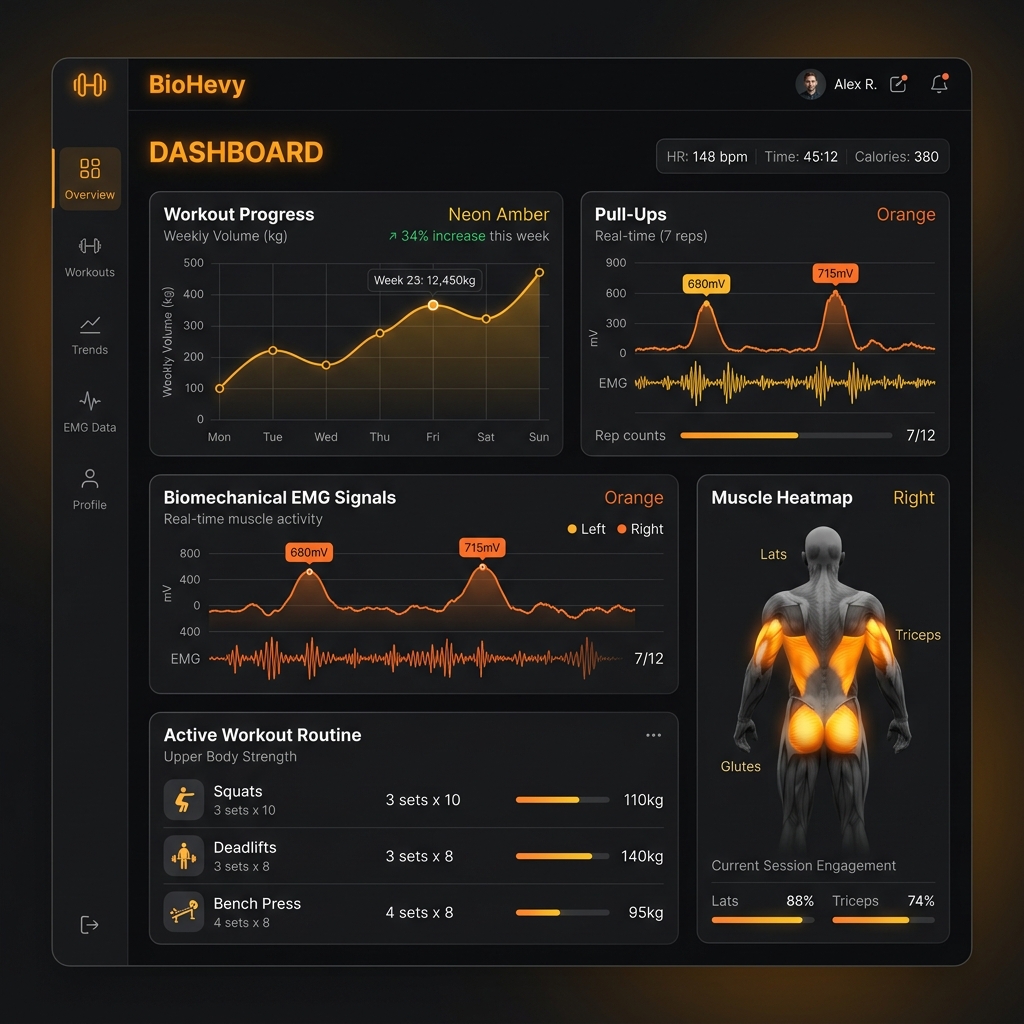 BioHevy
Alex R.
Overview
Workouts
Trends
EMG Data
Profile
DASHBOARD
HR: 148 bpm
Time: 45:12
Calories: 380
Workout Progress
Neon Amber
Weekly Volume (kg)
↗ 34% increase this week
500
400
300
200
100
0
Week 23: 12,450kg
Mon
Tue
Wed
Thu
Fri
Sat
Sun
Pull-Ups
Orange
Real-time (7 reps)
900
600
300
0
mV
680mV
715mV
EMG
Rep counts
7/12
Biomechanical EMG Signals
Orange
Real-time muscle activity
Left
Right
800
400
0
400
mV
680mV
715mV
EMG
7/12
Muscle Heatmap
Right
Lats
Triceps
Glutes
Current Session Engagement
Lats
88%
Triceps
74%
Active Workout Routine
Upper Body Strength
Squats
3 sets x 10
3 sets x 10
110kg
Deadlifts
3 sets x 8
3 sets x 8
140kg
Bench Press
4 sets x 8
4 sets x 8
95kg